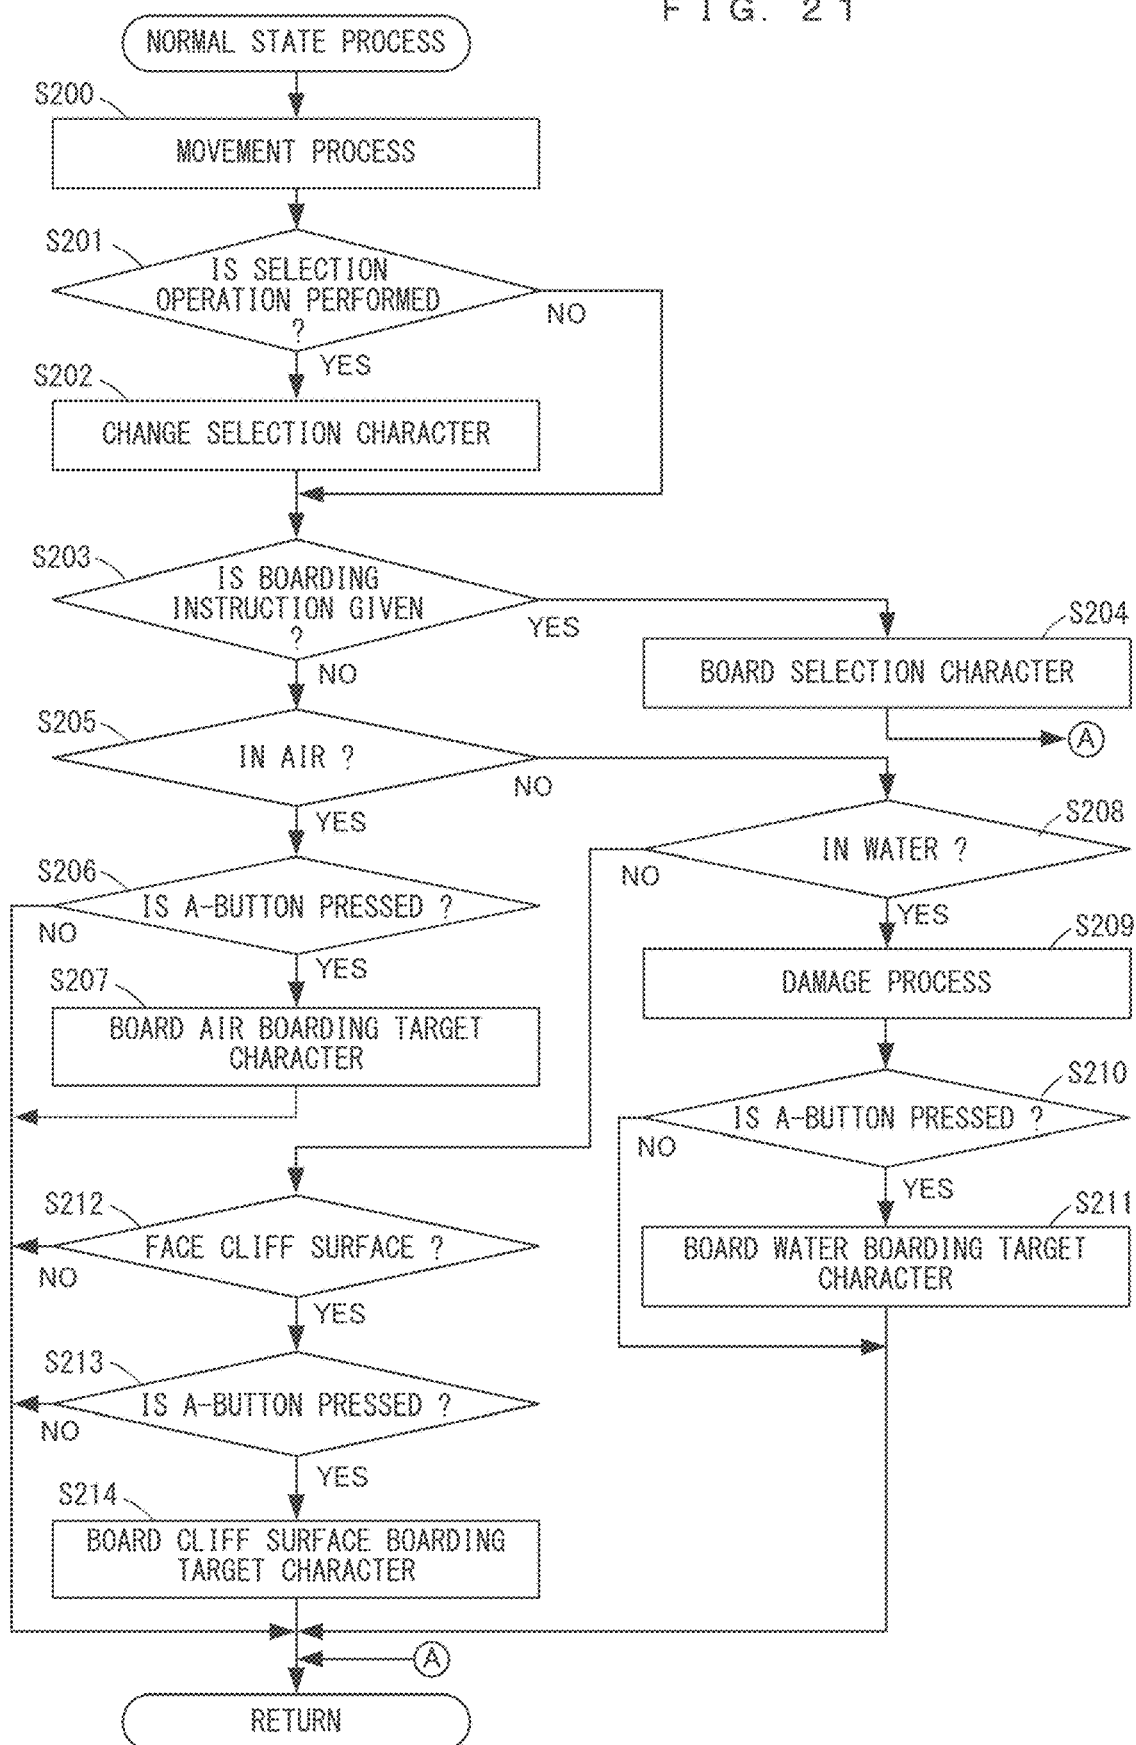 FIG. 21
NORMAL STATE PROCESS
S200
MOVEMENT PROCESS
S201
IS SELECTION
OPERATION PERFORMED
?
NO
YES
S202
CHANGE SELECTION CHARACTER
S203
IS BOARDING
INSTRUCTION GIVEN
?
YES
NO
S204
BOARD SELECTION CHARACTER
A
S205
IN AIR ?
NO
YES
S206
IS A-BUTTON PRESSED ?
NO
YES
S207
BOARD AIR BOARDING TARGET
CHARACTER
S208
IN WATER ?
NO
YES
S209
DAMAGE PROCESS
S210
IS A-BUTTON PRESSED ?
NO
YES
S211
BOARD WATER BOARDING TARGET
CHARACTER
S212
FACE CLIFF SURFACE ?
NO
YES
S213
IS A-BUTTON PRESSED ?
NO
YES
S214
BOARD CLIFF SURFACE BOARDING
TARGET CHARACTER
A
RETURN